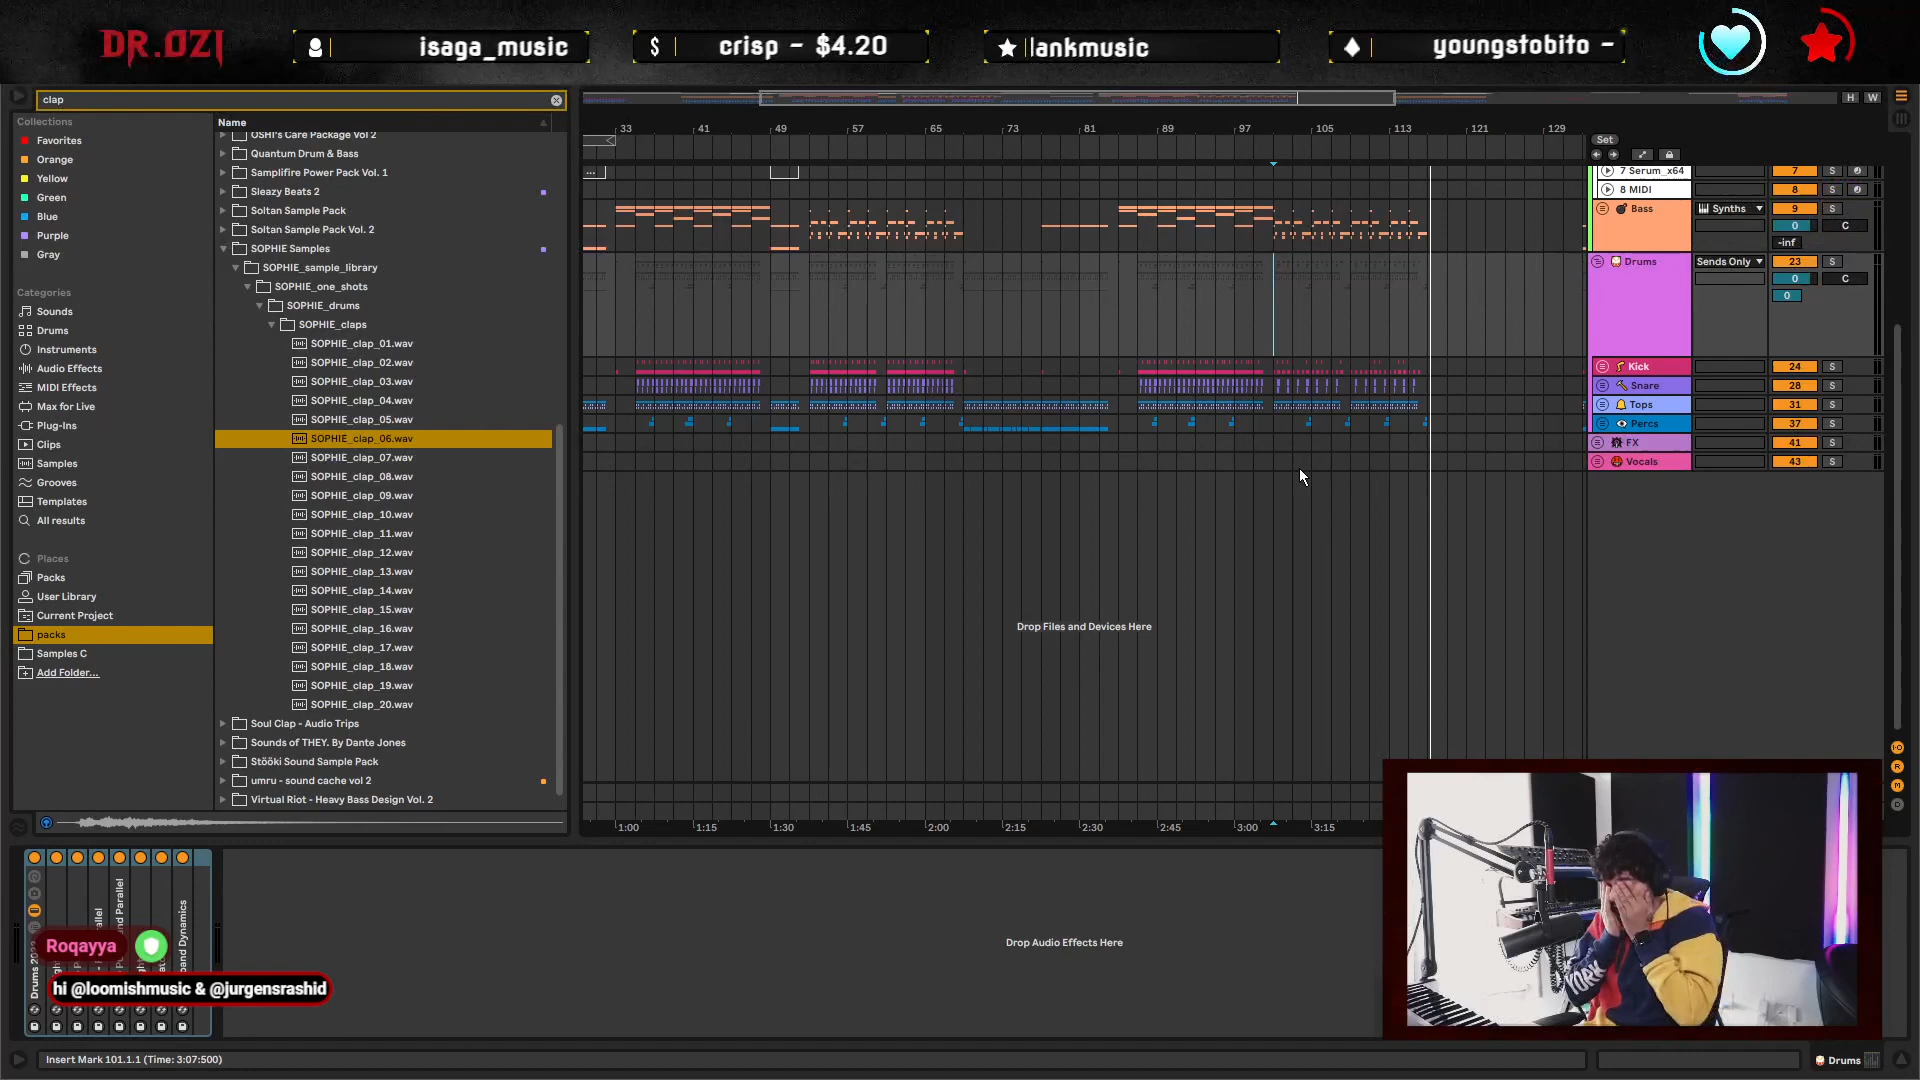 DR.OZI
isaga_music
$ crisp - $4.20
lankmusic
youngstobito -
clap
H W
Collections
Favorites
Orange
Yellow
Green
Blue
Purple
Gray
Categories
Sounds
Drums
Instruments
Audio Effects
MIDI Effects
Max for Live
Plug-Ins
Clips
Samples
Grooves
Templates
All results
Places
Packs
User Library
Current Project
packs
Samples C
Add Folder...
Name
OSHI's Care Package Vol 2
Quantum Drum & Bass
Samplifire Power Pack Vol. 1
Sleazy Beats 2
Soltan Sample Pack
Soltan Sample Pack Vol. 2
SOPHIE Samples
SOPHIE_sample_library
SOPHIE_one_shots
SOPHIE_drums
SOPHIE_claps
SOPHIE_clap_01.wav
SOPHIE_clap_02.wav
SOPHIE_clap_03.wav
SOPHIE_clap_04.wav
SOPHIE_clap_05.wav
SOPHIE_clap_06.wav
SOPHIE_clap_07.wav
SOPHIE_clap_08.wav
SOPHIE_clap_09.wav
SOPHIE_clap_10.wav
SOPHIE_clap_11.wav
SOPHIE_clap_12.wav
SOPHIE_clap_13.wav
SOPHIE_clap_14.wav
SOPHIE_clap_15.wav
SOPHIE_clap_16.wav
SOPHIE_clap_17.wav
SOPHIE_clap_18.wav
SOPHIE_clap_19.wav
SOPHIE_clap_20.wav
Soul Clap - Audio Trips
Sounds of THEY. By Dante Jones
Stööki Sound Sample Pack
umru - sound cache vol 2
Virtual Riot - Heavy Bass Design Vol. 2
33 41 49 57 65 73 81 89 97 105 113 121 129
...
Set
7 Serum_x64 7 S
8 MIDI 8 S
Bass Synths 9 S
0 C
-inf
Drums Sends Only 23 S
0 C
0
Kick 24 S
Snare 28 S
Tops 31 S
Percs 37 S
FX 41 S
Vocals 43 S
Drop Files and Devices Here
1:00 1:15 1:30 1:45 2:00 2:15 2:30 2:45 3:00 3:15
I·O
R
M
D
Drop Audio Effects Here
Roqayya
hi @loomishmusic & @jurgensrashid
YORK
Insert Mark 101.1.1 (Time: 3:07:500)
Drums